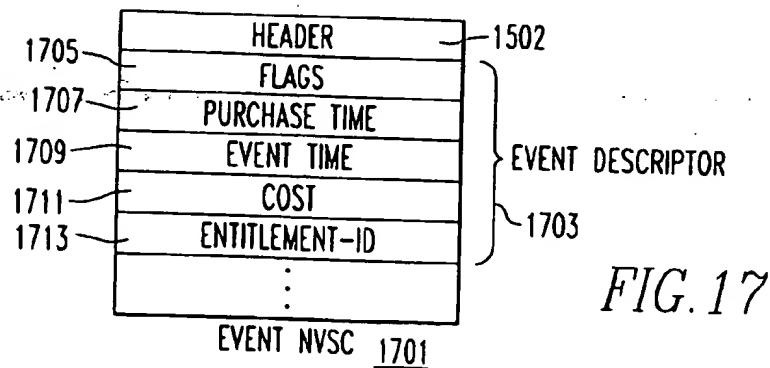 HEADER 1502
1705 FLAGS
1707 PURCHASE TIME
1709 EVENT TIME EVENT DESCRIPTOR
1711 COST 1703
1713 ENTITLEMENT-ID
FIG. 17
EVENT NVSC 1701